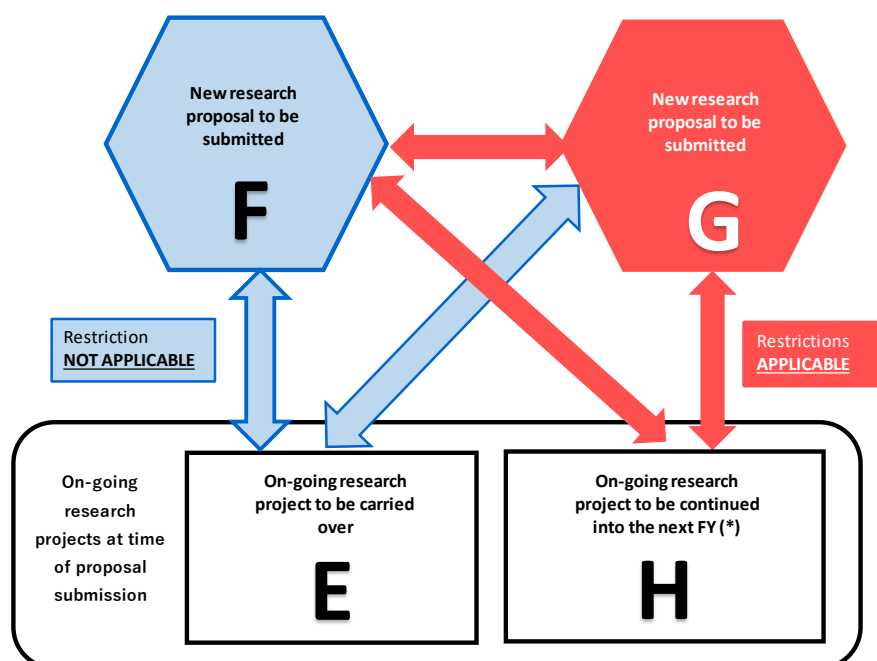 New research
proposal to be
submitted
F
New research
proposal to be
submitted
G
Restriction
NOT APPLICABLE
Restrictions
APPLICABLE
On-going
research
projects at time
of proposal
submission
On-going research
project to be carried
over
E
On-going research
project to be continued
into the next FY (*)
H